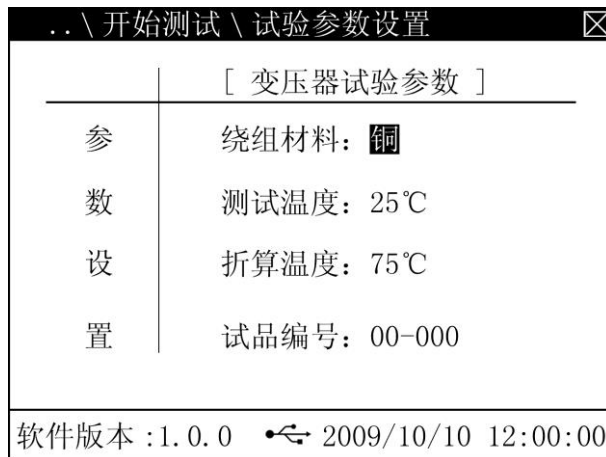 ..\开始测试\试验参数设置
[ 变压器试验参数 ]
参 绕组材料：铜
数 测试温度：25℃
设 折算温度：75℃
置 试品编号：00-000
软件版本:1.0.0 2009/10/10 12:00:00